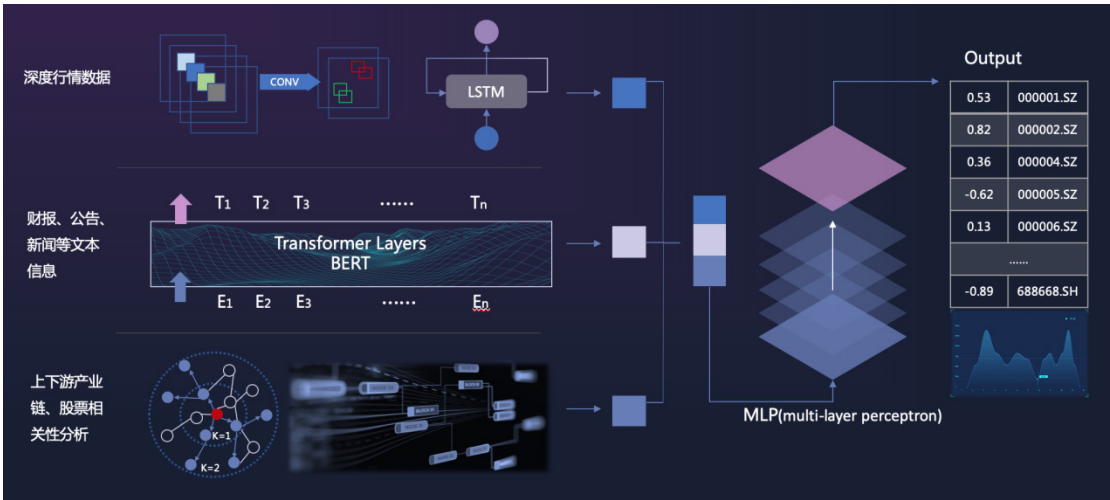 深度行情数据
CONV
LSTM
财报、公告、
新闻等文本
信息
T1 T2 T3 …… Tn
Transformer Layers
BERT
E1 E2 E3 …… En
上下游产业
链、股票相
关性分析
K=1
K=2
MLP(multi-layer perceptron)
Output
0.53 000001.SZ
0.82 000002.SZ
0.36 000004.SZ
-0.62 000005.SZ
0.13 000006.SZ
……
-0.89 688668.SH